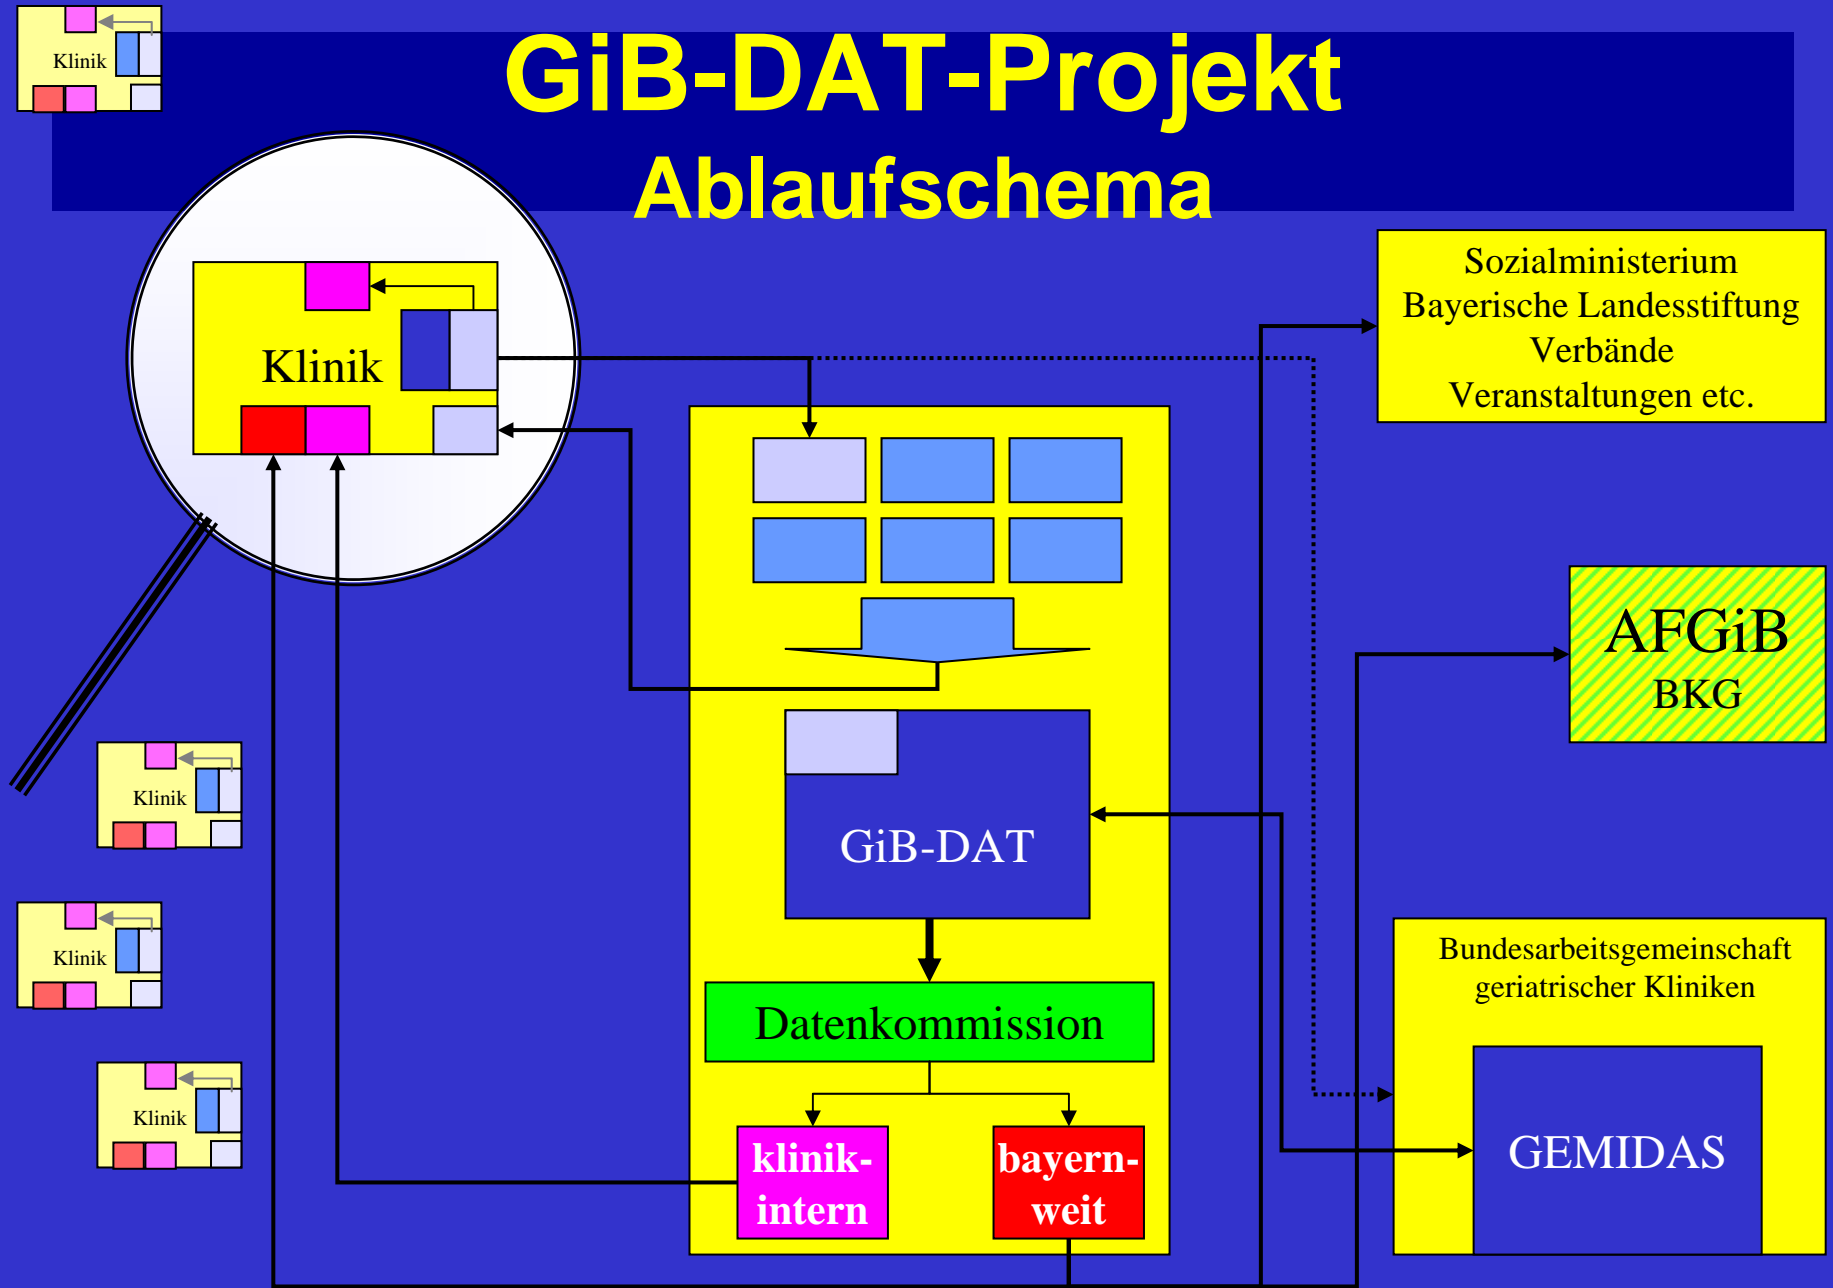 Klinik
GiB-DAT-Projekt
Ablaufschema
Klinik
Sozialministerium
Bayerische Landesstiftung
Verbände
Veranstaltungen etc.
AFGiB
BKG
Klinik
GiB-DAT
Klinik
Bundesarbeitsgemeinschaft
geriatrischer Kliniken
Datenkommission
Klinik
klinik-
intern
bayern-
weit
GEMIDAS